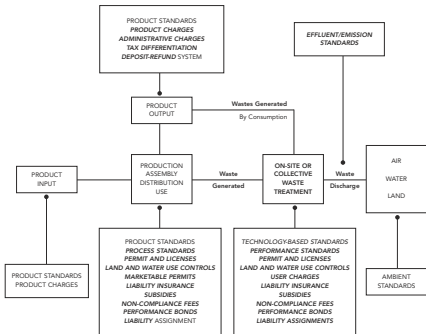 PRODUCT STANDARDS
PRODUCT CHARGES
ADMINISTRATIVE CHARGES
TAX DIFFERENTIATION
DEPOSIT-REFUND SYSTEM
EFFLUENT/EMISSION
STANDARDS
PRODUCT
OUTPUT
Wastes Generated
By Consumption
PRODUCT
INPUT
PRODUCTION
ASSEMBLY
DISTRIBUTION
USE
Waste
Generated
ON-SITE OR
COLLECTIVE
WASTE
TREATMENT
Waste
Discharge
AIR
WATER
LAND
PRODUCT STANDARDS
PRODUCT CHARGES
PRODUCT STANDARDS
PROCESS STANDARDS
PERMIT AND LICENSES
LAND AND WATER USE CONTROLS
MARKETABLE PERMITS
LIABILITY INSURANCE
SUBSIDIES
NON-COMPLIANCE FEES
PERFORMANCE BONDS
LIABILITY ASSIGNMENT
TECHNOLOGY-BASED STANDARDS
PERFORMANCE STANDARDS
PERMIT AND LICENSES
LAND AND WATER USE CONTROLS
USER CHARGES
LIABILITY INSURANCE
SUBSIDIES
NON-COMPLIANCE FEES
PERFORMANCE BONDS
LIABILITY ASSIGNMENTS
AMBIENT
STANDARDS